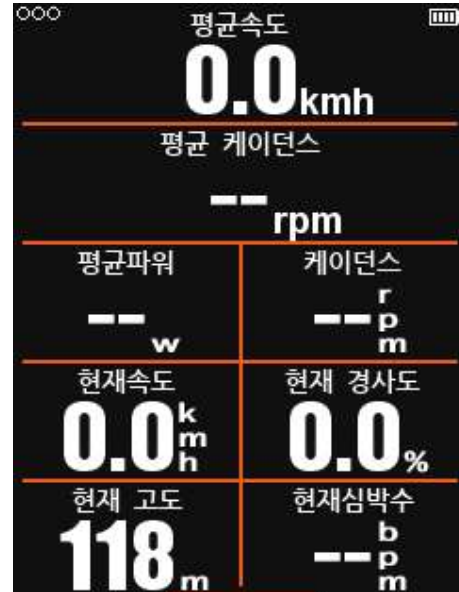 평균속도
0.0kmh
평균 케이던스
--rpm
평균파워 케이던스
--w --rpm
현재속도 현재 경사도
0.0kmh 0.0%
현재 고도 현재심박수
118m --bpm